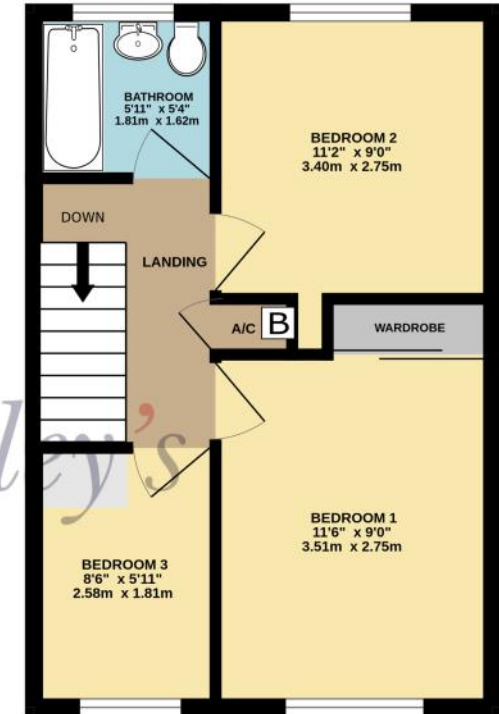 BATHROOM
5'11" x 5'4"
1.81m x 1.62m
BEDROOM 2
11'2" x 9'0"
3.40m x 2.75m
DOWN
LANDING
A/C
B
WARDROBE
BEDROOM 1
11'6" x 9'0"
3.51m x 2.75m
BEDROOM 3
8'6" x 5'11"
2.58m x 1.81m
ley's